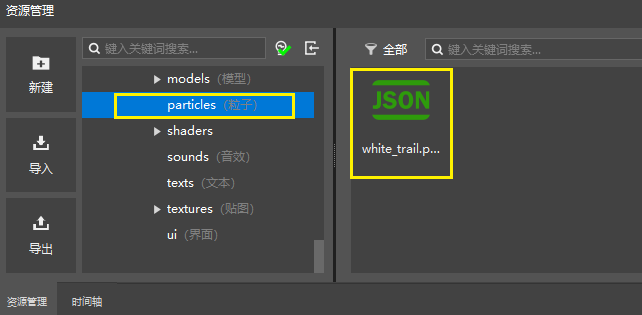 资源管理
新建
导入
导出
键入关键词搜索...
models (模型)
particles (粒子)
shaders
sounds (音效)
texts (文本)
textures (贴图)
ui (界面)
全部
键入关键词搜索...
JSON
white_trail.p...
资源管理
时间轴